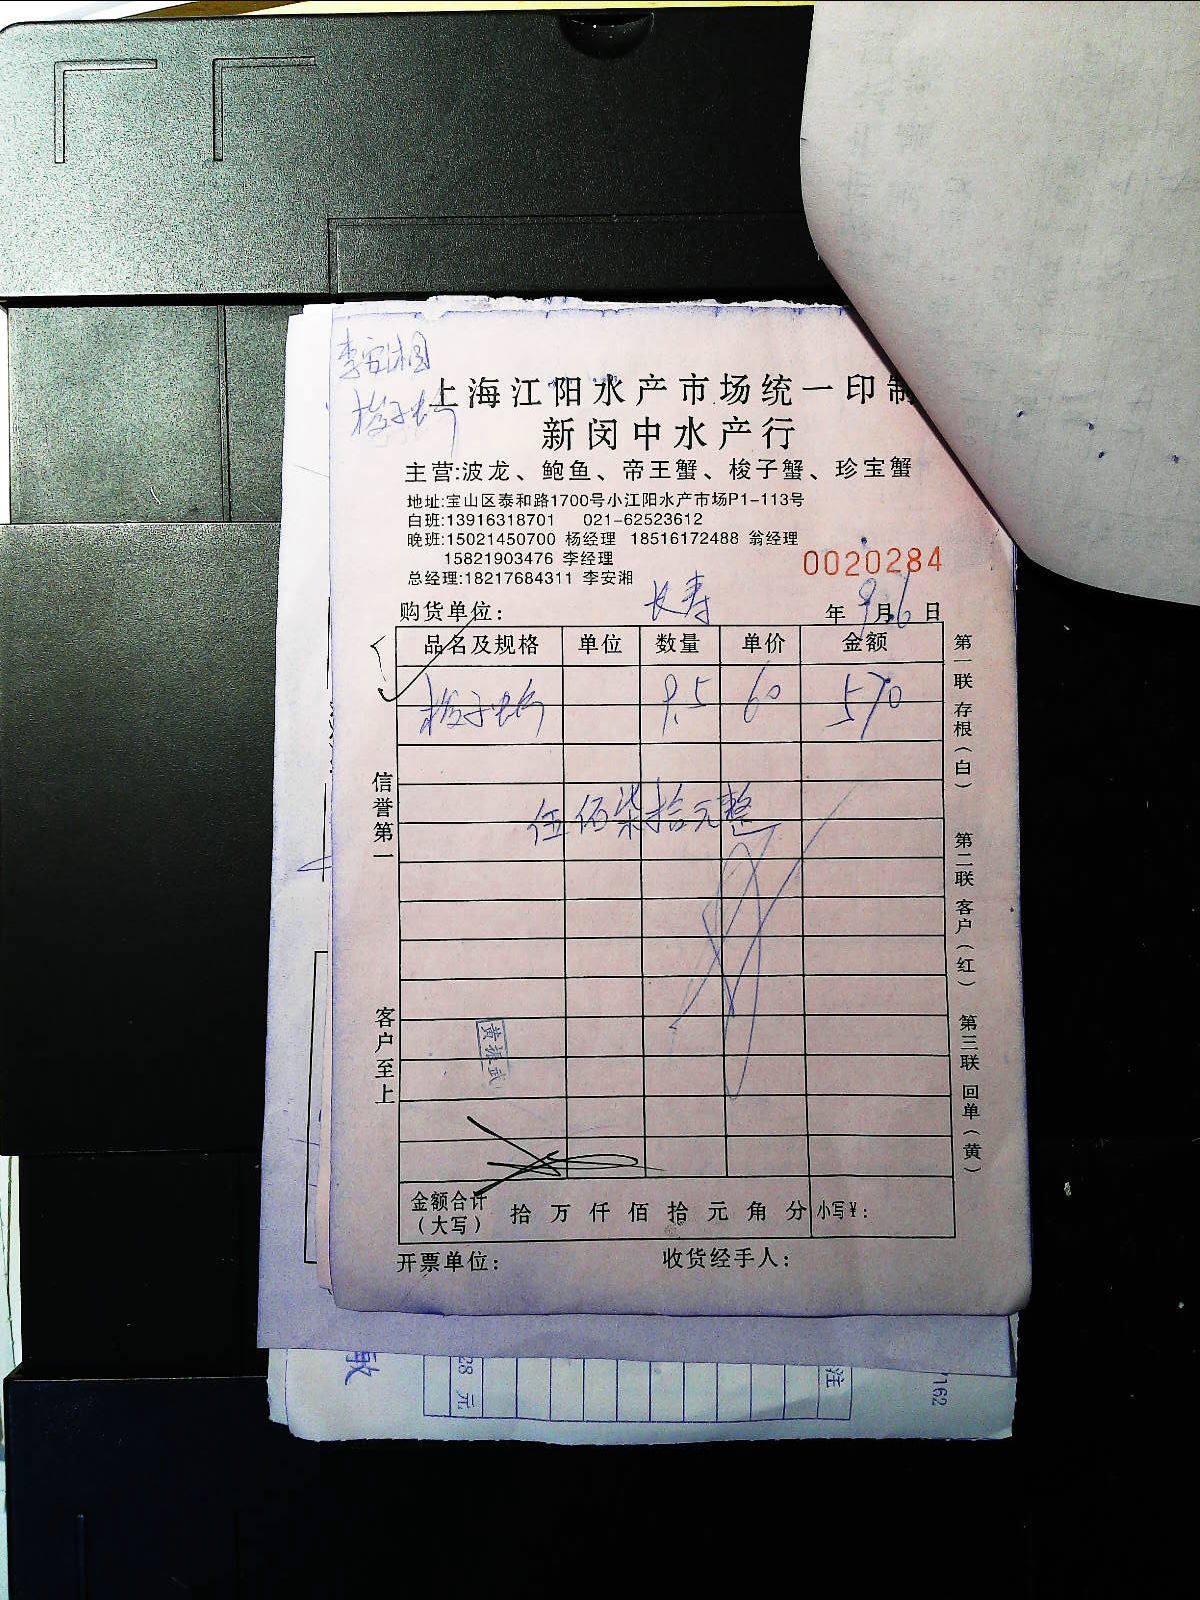 李安湘
梭子蟹
上海江阳水产市场统一印制
新闵中水产行
主营:波龙、鲍鱼、帝王蟹、梭子蟹、珍宝蟹
地址:宝山区泰和路1700号小江阳水产市场P1-113号
白班:13916318701 021-62523612
晚班:15021450700 杨经理 18516172488 翁经理
15821903476 李经理
总经理:18217684311 李安湘
0020284
购货单位: 长寿 年 9月6日
品名及规格 单位 数量 单价 金额
梭子蟹 9.5 60 570
伍佰柒拾元整
信誉第一
客户至上
第一联 存根(白)
第二联 客户(红)
第三联 回单(黄)
金额合计(大写) 拾 万 仟 佰 拾 元 角 分 小写¥:
开票单位: 收货经手人:
敏
28 元
注
7162